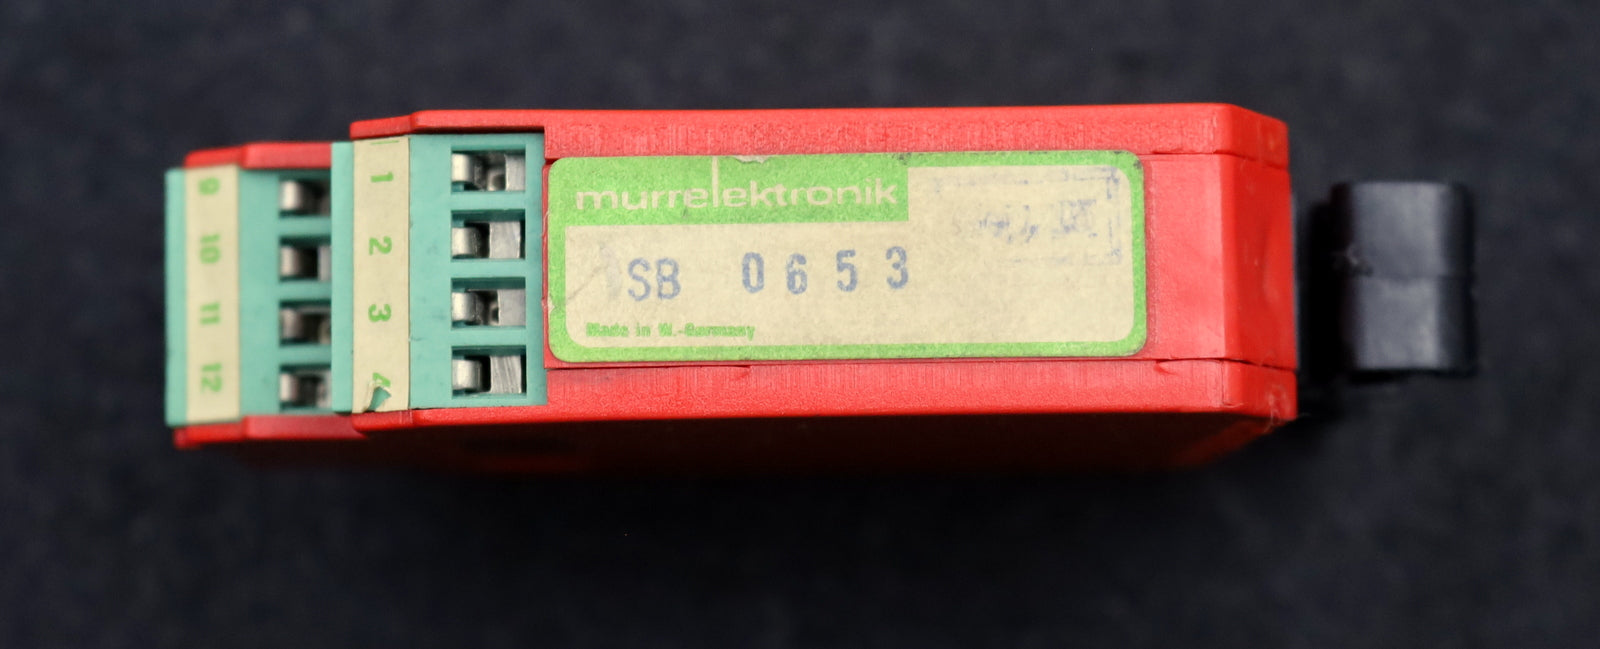 murrelektronik
SB 0653
Made in W.-Germany
1
2
3
4
9
10
11
12